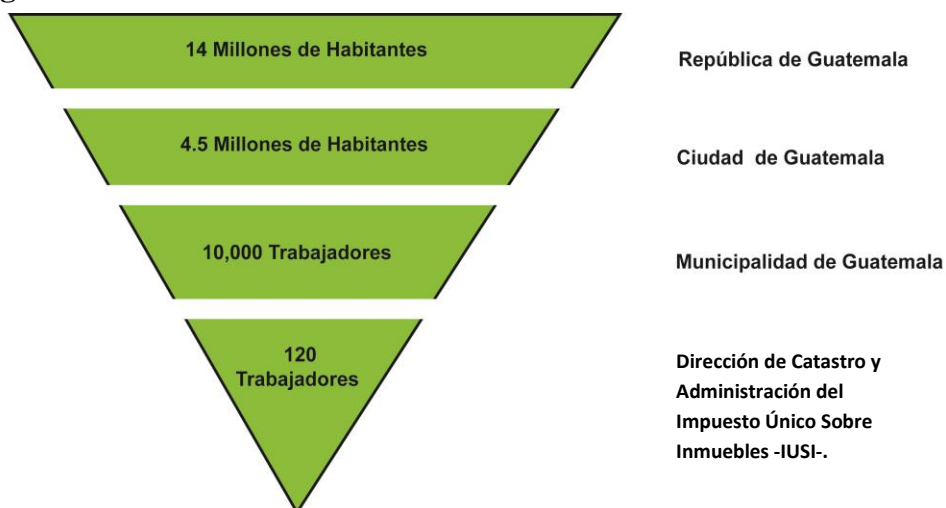 14 Millones de Habitantes
República de Guatemala
4.5 Millones de Habitantes
Ciudad de Guatemala
10,000 Trabajadores
Municipalidad de Guatemala
120
Trabajadores
Dirección de Catastro y
Administración del
Impuesto Único Sobre
Inmuebles -IUSI-.